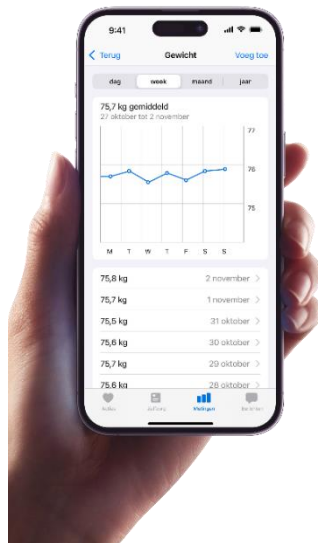 9:41
Terug Gewicht Voeg toe
dag week maand jaar
75,7 kg gemiddeld
27 oktober tot 2 november
77
76
75
M T W T F S S
75,8 kg 2 november
75,7 kg 1 november
75,5 kg 31 oktober
75,6 kg 30 oktober
75,7 kg 29 oktober
75,6 kg 28 oktober
Metingen Berichten